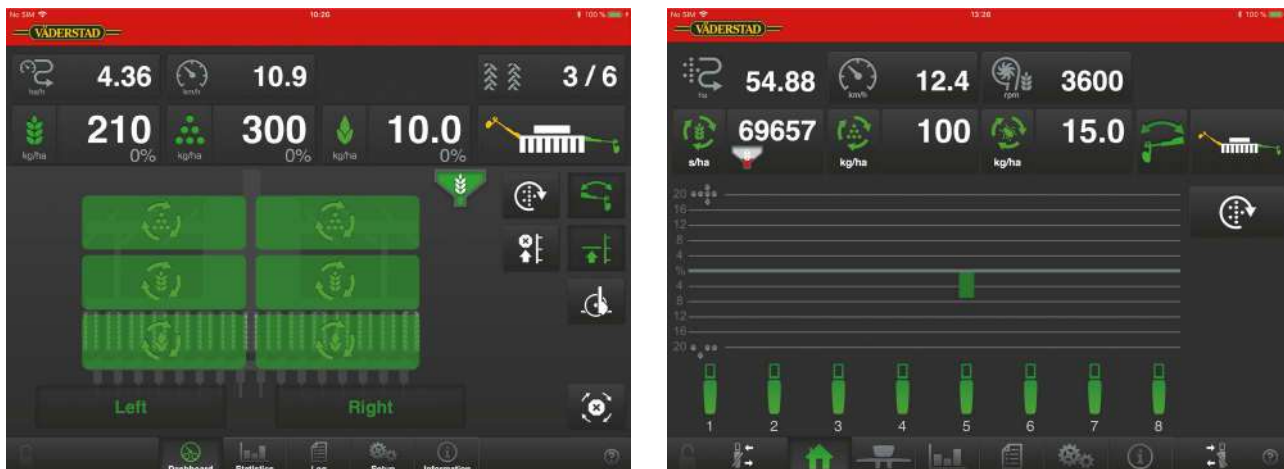 No SIM 10:26 100 %
VÄDERSTAD
4.36 10.9 3 / 6
ha/h km/h
210 300 10.0
0% 0% 0%
kg/ha kg/ha kg/ha
Left Right
Dashboard Statistics Log Setup Information
No SIM 13:26 100 %
VÄDERSTAD
54.88 12.4 3600
ha km/h rpm
69657 100 15.0
s/ha kg/ha kg/ha
20
16
12
8
4
%
4
8
12
16
20
1 2 3 4 5 6 7 8